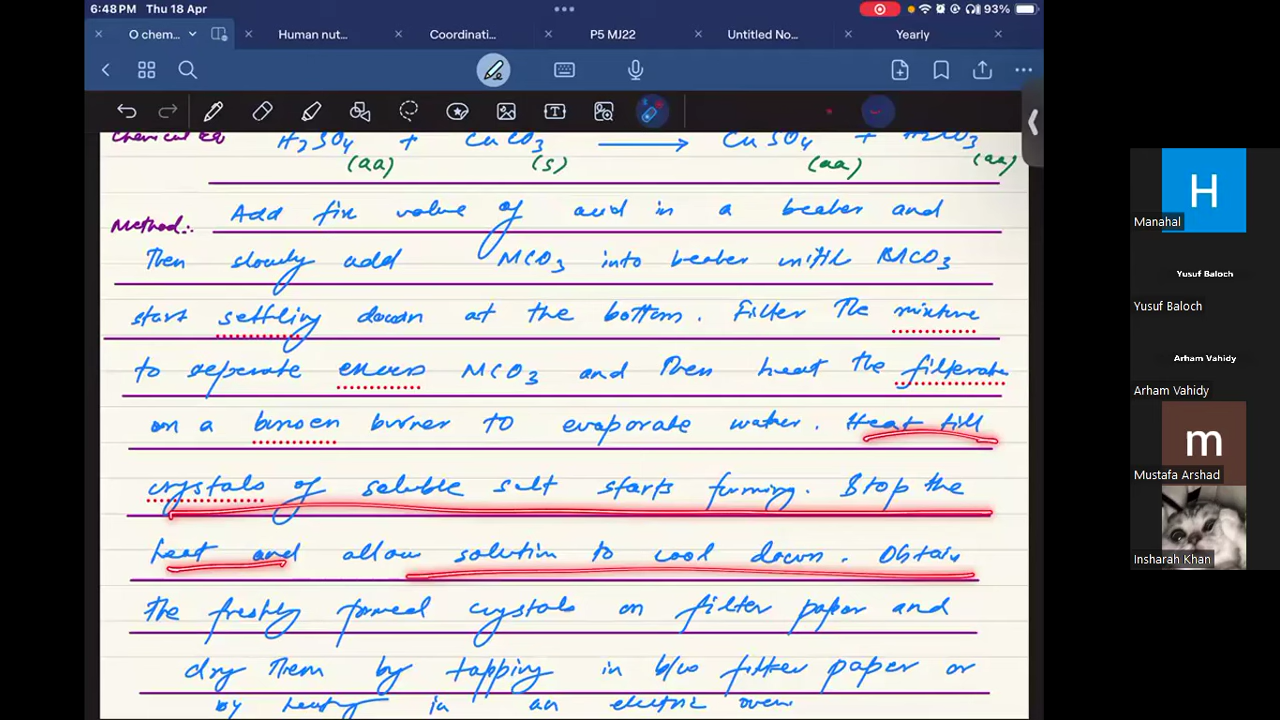 6:48 PM Thu 18 Apr
93%
O chem...
Human nut...
Coordinati...
P5 MJ22
Untitled No...
Yearly
Chemical Eq
H2SO4 + CuCO3 → CuSO4 + H2CO3
(aq) (s) (aq) (aq)
Method:. Add fix value of acid in a beaker and
Then slowly add MCO3 into beaker until MCO3
start settling down at the bottom. Filter The mixture
to seperate excess MCO3 and Then heat the filterate
on a bunsen burner to evaporate water. Heat till
crystals of soluble salt starts forming. Stop the
heat and allow solution to cool down. Obtain
the freshly formed crystals on filter paper and
dry Them by tapping in b/w filter paper or
by heating in an electric oven
H
Manahal
Yusuf Baloch
Yusuf Baloch
Arham Vahidy
Arham Vahidy
m
Mustafa Arshad
Insharah Khan